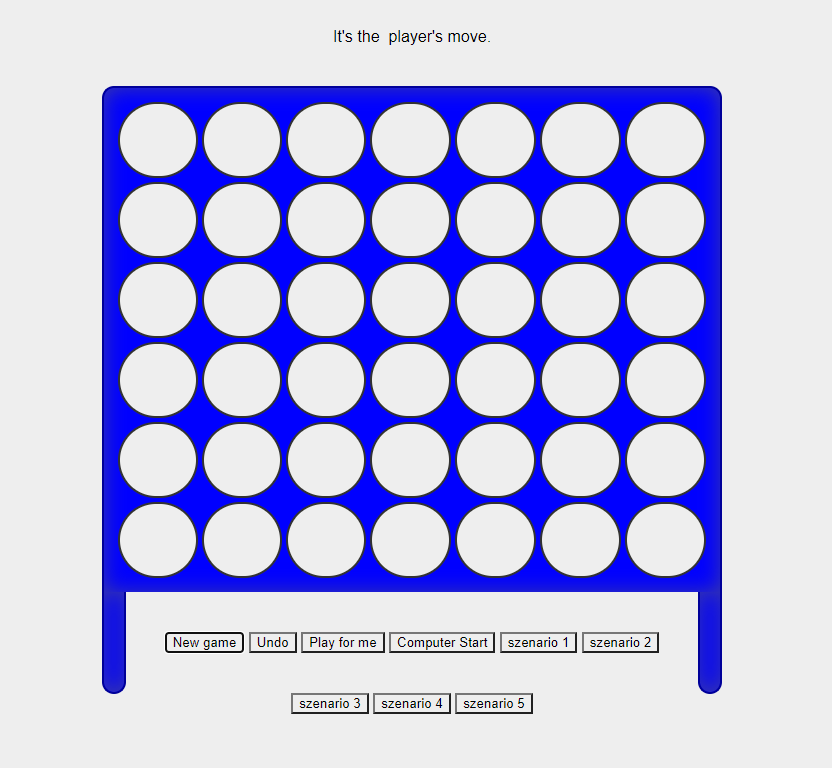 It's the  player's move.
New game Undo Play for me Computer Start szenario 1 szenario 2
szenario 3 szenario 4 szenario 5